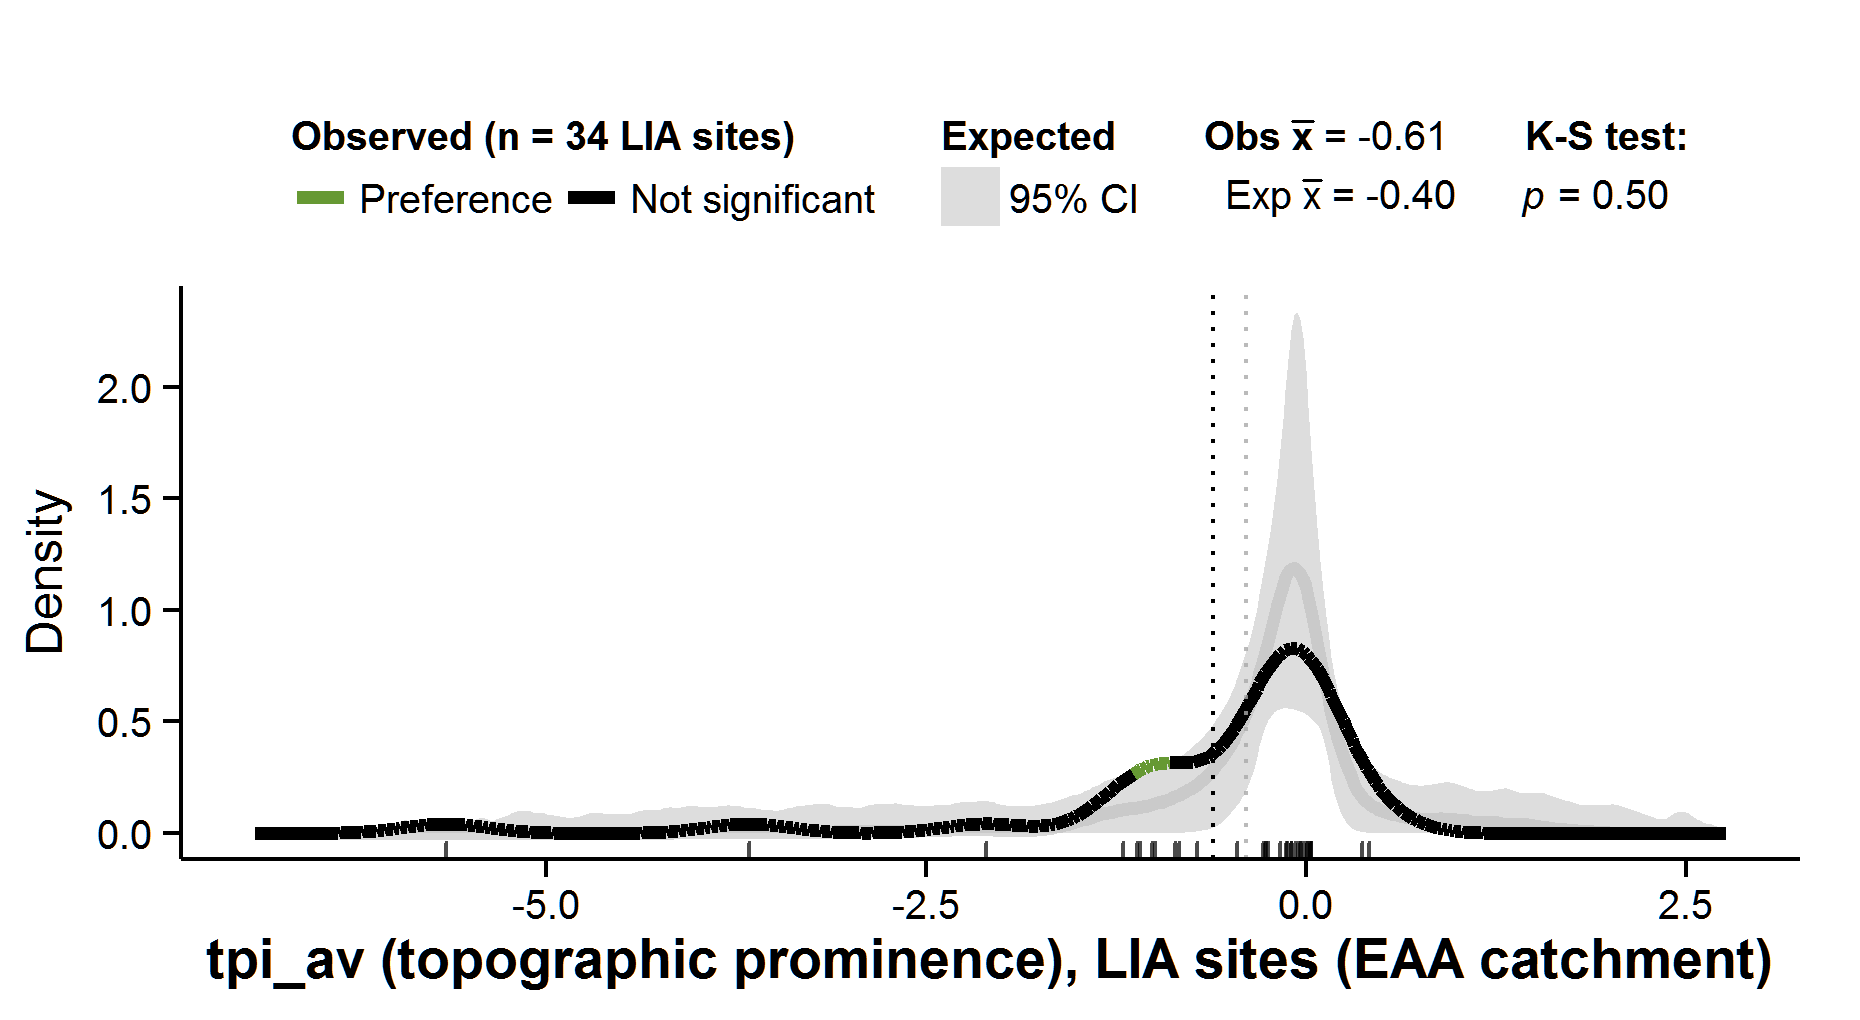 Observed (n = 34 LIA sites) Expected Obs x̅ = -0.61 K-S test:
Preference Not significant 95% CI Exp x̅ = -0.40 p = 0.50
Density
2.0
1.5
1.0
0.5
0.0
-5.0 -2.5 0.0 2.5
tpi_av (topographic prominence), LIA sites (EAA catchment)